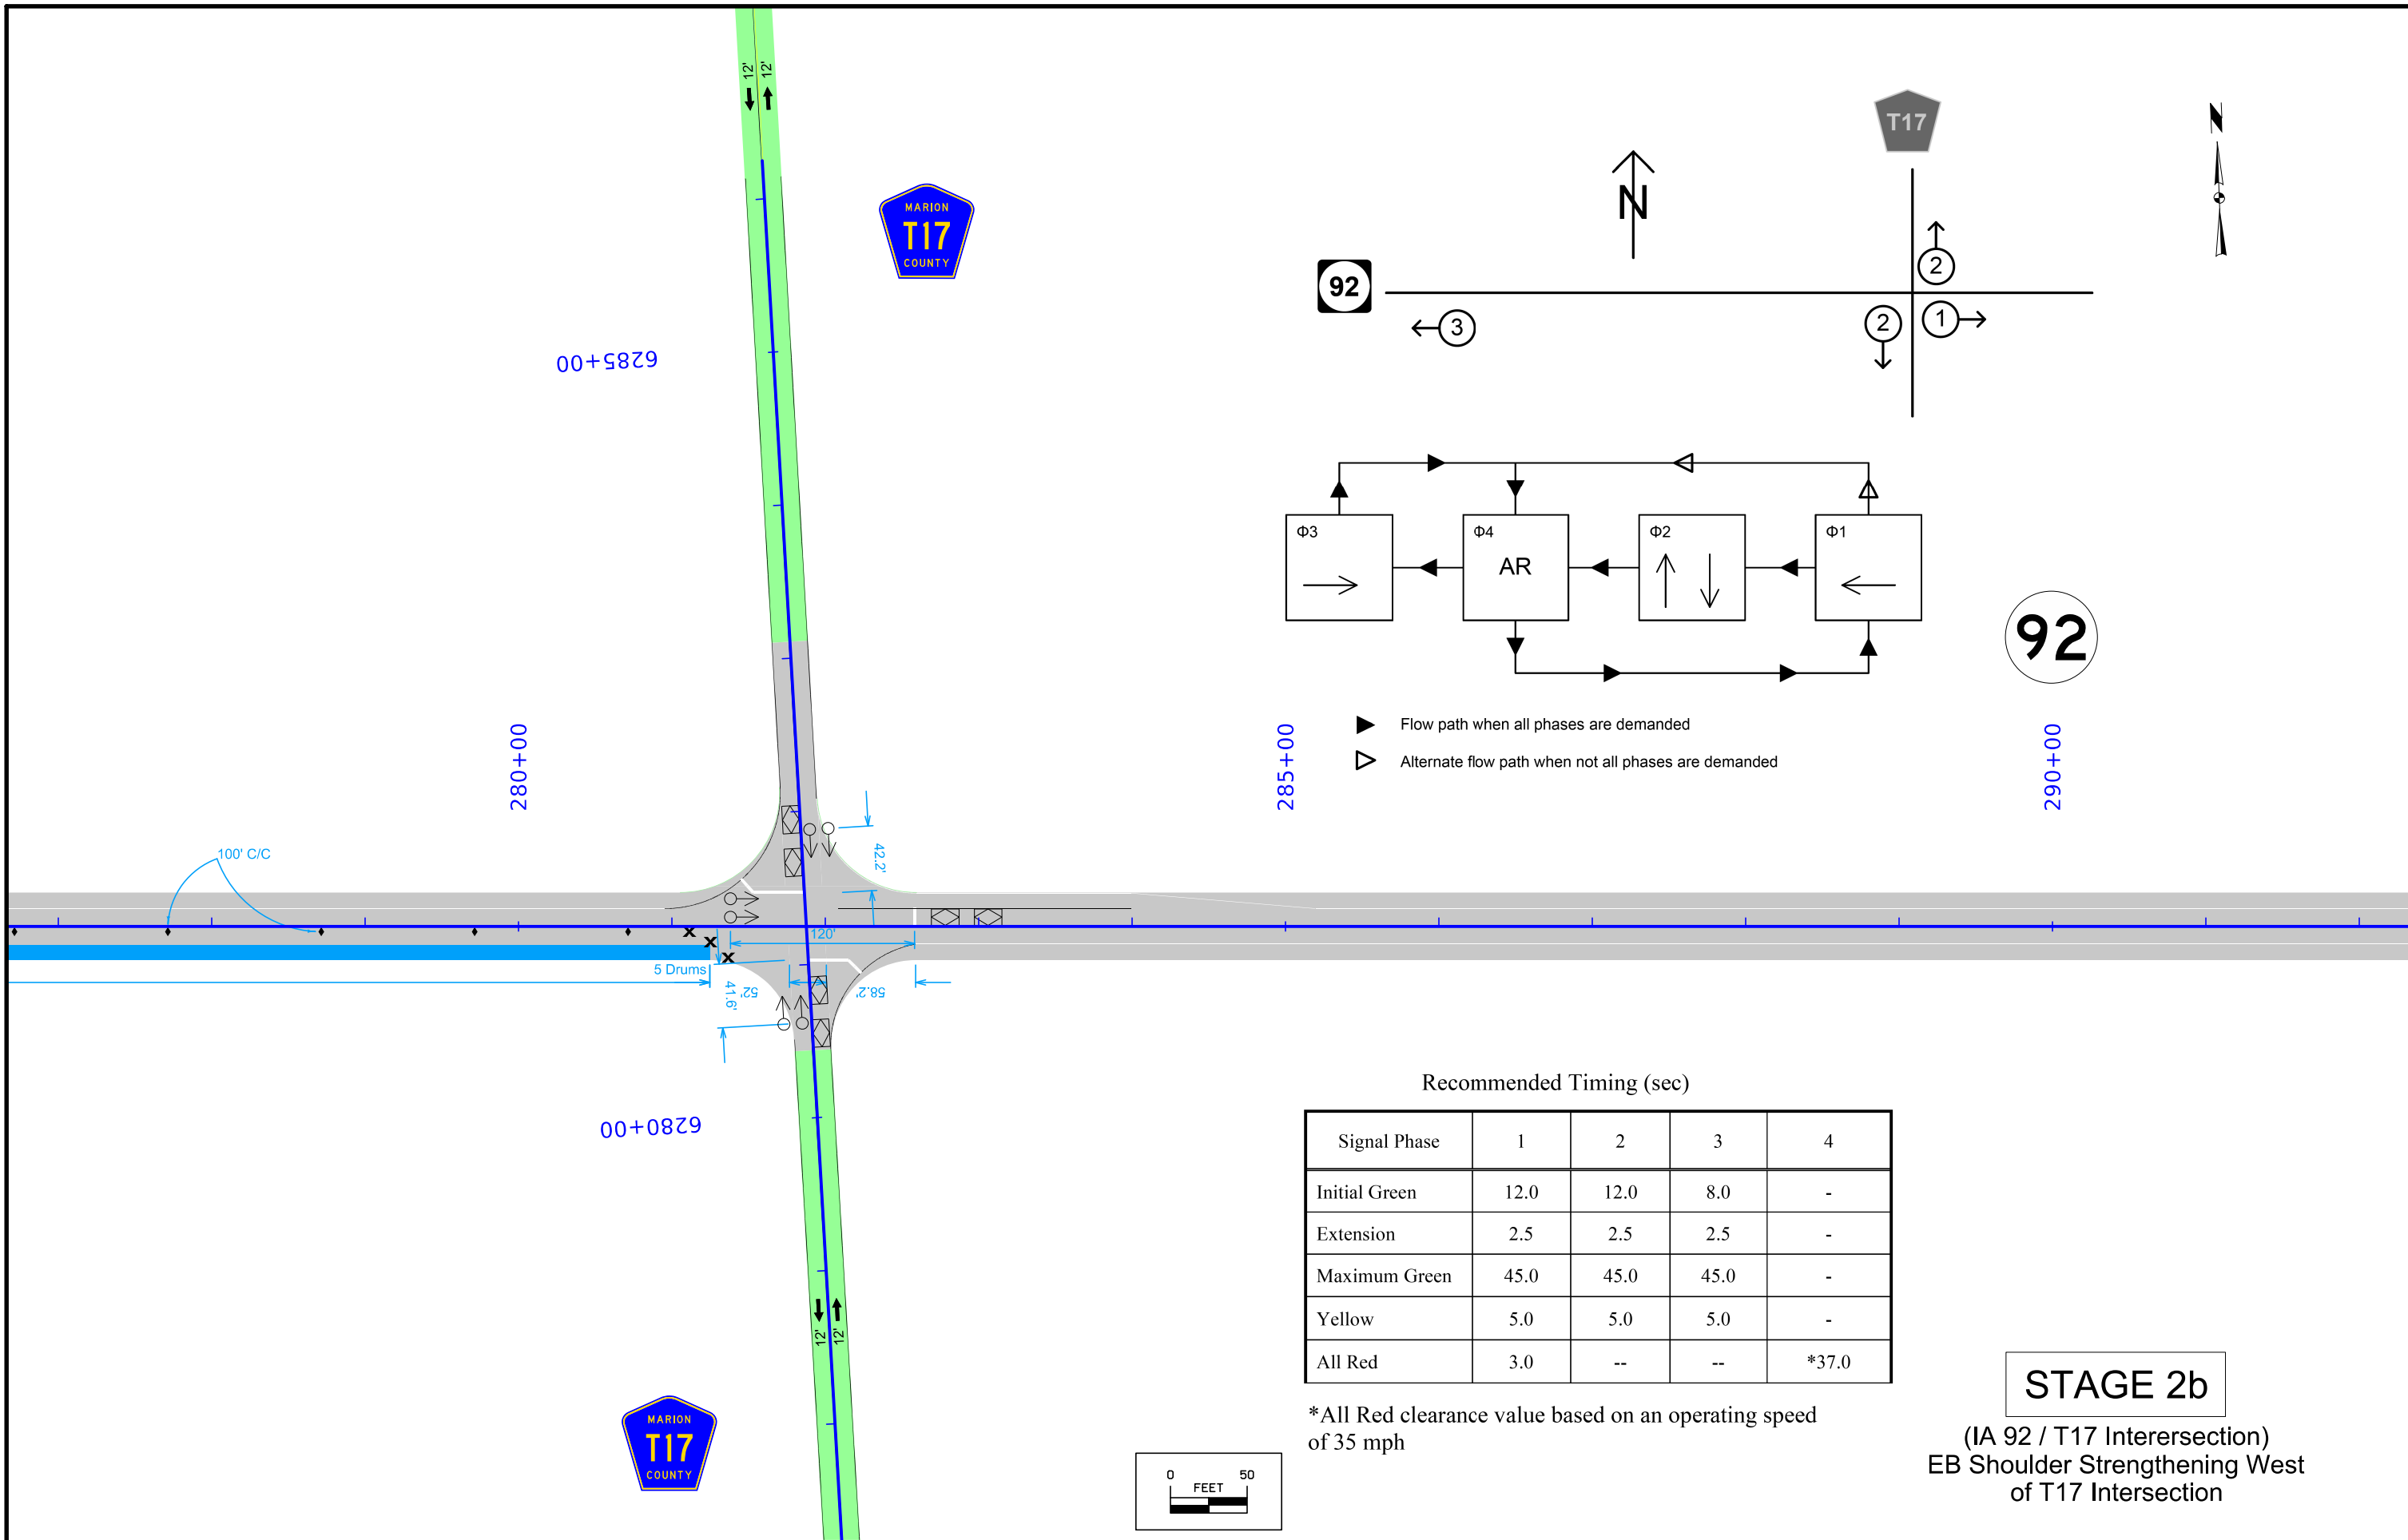 12'
12'
MARION
T17
COUNTY
T17
N
N
92
2
3
2
1
6285+00
Φ3
Φ4
AR
Φ2
Φ1
92
Flow path when all phases are demanded
Alternate flow path when not all phases are demanded
280+00
285+00
290+00
100' C/C
42.2'
120'
5 Drums
41.6'
52'
58.2'
6280+00
12'
12'
MARION
T17
COUNTY
Recommended Timing (sec)
Signal Phase 1 2 3 4
Initial Green 12.0 12.0 8.0 -
Extension 2.5 2.5 2.5 -
Maximum Green 45.0 45.0 45.0 -
Yellow 5.0 5.0 5.0 -
All Red 3.0 -- -- *37.0
*All Red clearance value based on an operating speed
of 35 mph
0 50
FEET
STAGE 2b
(IA 92 / T17 Interersection)
EB Shoulder Strengthening West
of T17 Intersection